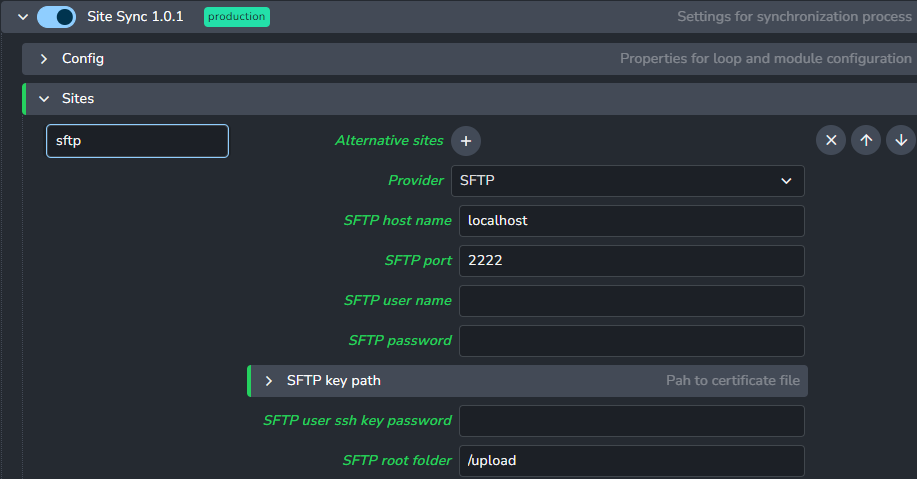 Site Sync 1.0.1 production Settings for synchronization process
Config Properties for loop and module configuration
Sites
sftp Alternative sites
Provider SFTP
SFTP host name localhost
SFTP port 2222
SFTP user name
SFTP password
SFTP key path Pah to certificate file
SFTP user ssh key password
SFTP root folder /upload